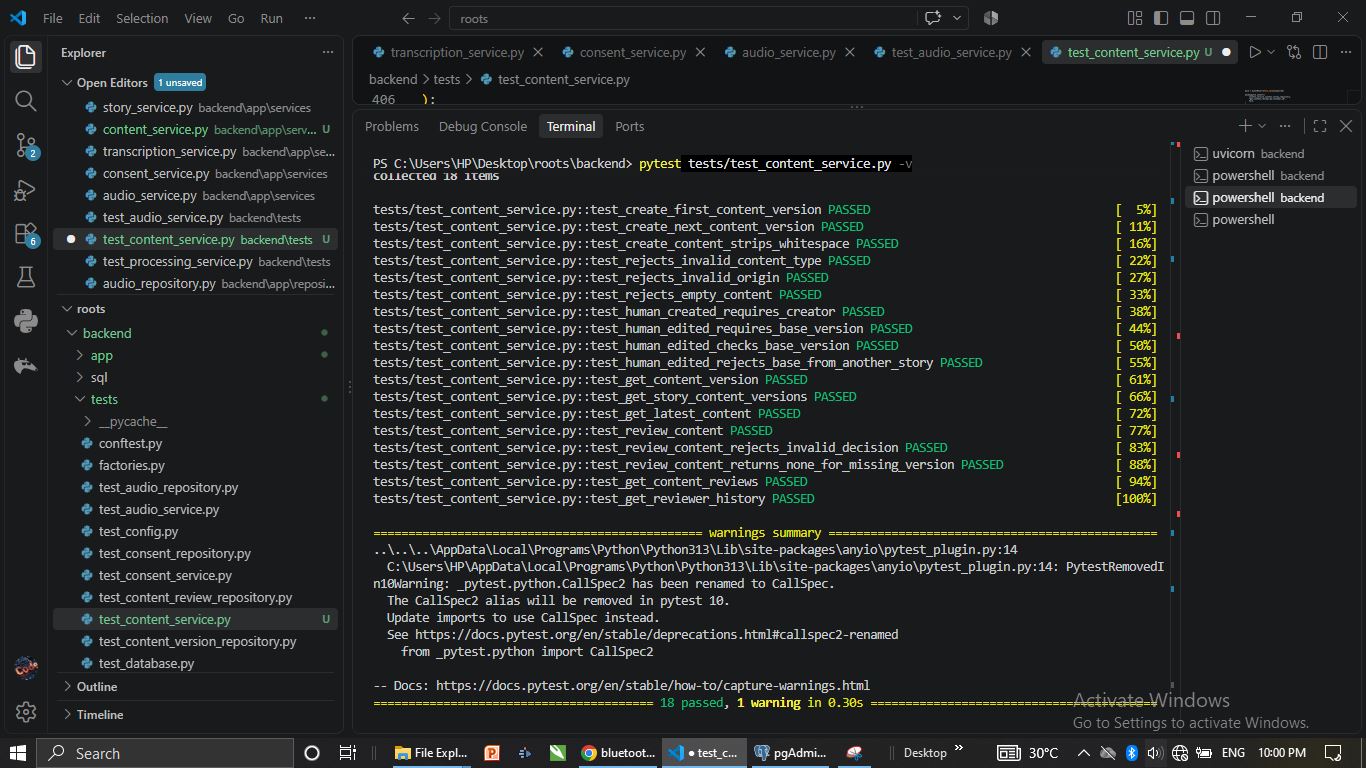 File Edit Selection View Go Run ···
roots
Explorer
Open Editors 1 unsaved
story_service.py backend\app\services
content_service.py backend\app\serv... U
transcription_service.py backend\app\se...
consent_service.py backend\app\services
audio_service.py backend\app\services
test_audio_service.py backend\tests
test_content_service.py backend\tests U
test_processing_service.py backend\tests
audio_repository.py backend\app\reposi...
roots
backend
app
sql
tests
__pycache__
conftest.py
factories.py
test_audio_repository.py
test_audio_service.py
test_config.py
test_consent_repository.py
test_consent_service.py
test_content_review_repository.py
test_content_service.py U
test_content_version_repository.py
test_database.py
Outline
Timeline
2
6
transcription_service.py consent_service.py audio_service.py test_audio_service.py test_content_service.py U
backend > tests > test_content_service.py
406 ):
Problems Debug Console Terminal Ports
PS C:\Users\HP\Desktop\roots\backend> pytest tests/test_content_service.py -v
collected 18 items
tests/test_content_service.py::test_create_first_content_version PASSED [  5%]
tests/test_content_service.py::test_create_next_content_version PASSED [ 11%]
tests/test_content_service.py::test_create_content_strips_whitespace PASSED [ 16%]
tests/test_content_service.py::test_rejects_invalid_content_type PASSED [ 22%]
tests/test_content_service.py::test_rejects_invalid_origin PASSED [ 27%]
tests/test_content_service.py::test_rejects_empty_content PASSED [ 33%]
tests/test_content_service.py::test_human_created_requires_creator PASSED [ 38%]
tests/test_content_service.py::test_human_edited_requires_base_version PASSED [ 44%]
tests/test_content_service.py::test_human_edited_checks_base_version PASSED [ 50%]
tests/test_content_service.py::test_human_edited_rejects_base_from_another_story PASSED [ 55%]
tests/test_content_service.py::test_get_content_version PASSED [ 61%]
tests/test_content_service.py::test_get_story_content_versions PASSED [ 66%]
tests/test_content_service.py::test_get_latest_content PASSED [ 72%]
tests/test_content_service.py::test_review_content PASSED [ 77%]
tests/test_content_service.py::test_review_content_rejects_invalid_decision PASSED [ 83%]
tests/test_content_service.py::test_review_content_returns_none_for_missing_version PASSED [ 88%]
tests/test_content_service.py::test_get_content_reviews PASSED [ 94%]
tests/test_content_service.py::test_get_reviewer_history PASSED [100%]
=============================================== warnings summary ===============================================
..\..\..\AppData\Local\Programs\Python\Python313\Lib\site-packages\anyio\pytest_plugin.py:14
C:\Users\HP\AppData\Local\Programs\Python\Python313\Lib\site-packages\anyio\pytest_plugin.py:14: PytestRemovedI
n10Warning: _pytest.python.CallSpec2 has been renamed to CallSpec.
The CallSpec2 alias will be removed in pytest 10.
Update imports to use CallSpec instead.
See https://docs.pytest.org/en/stable/deprecations.html#callspec2-renamed
from _pytest.python import CallSpec2
-- Docs: https://docs.pytest.org/en/stable/how-to/capture-warnings.html
======================================== 18 passed, 1 warning in 0.30s =========================================
uvicorn backend
powershell backend
powershell backend
powershell
Activate Windows
Go to Settings to activate Windows.
Search
File Expl...
bluetoot...
● test_c...
pgAdmi...
Desktop »
30°C
ENG
10:00 PM